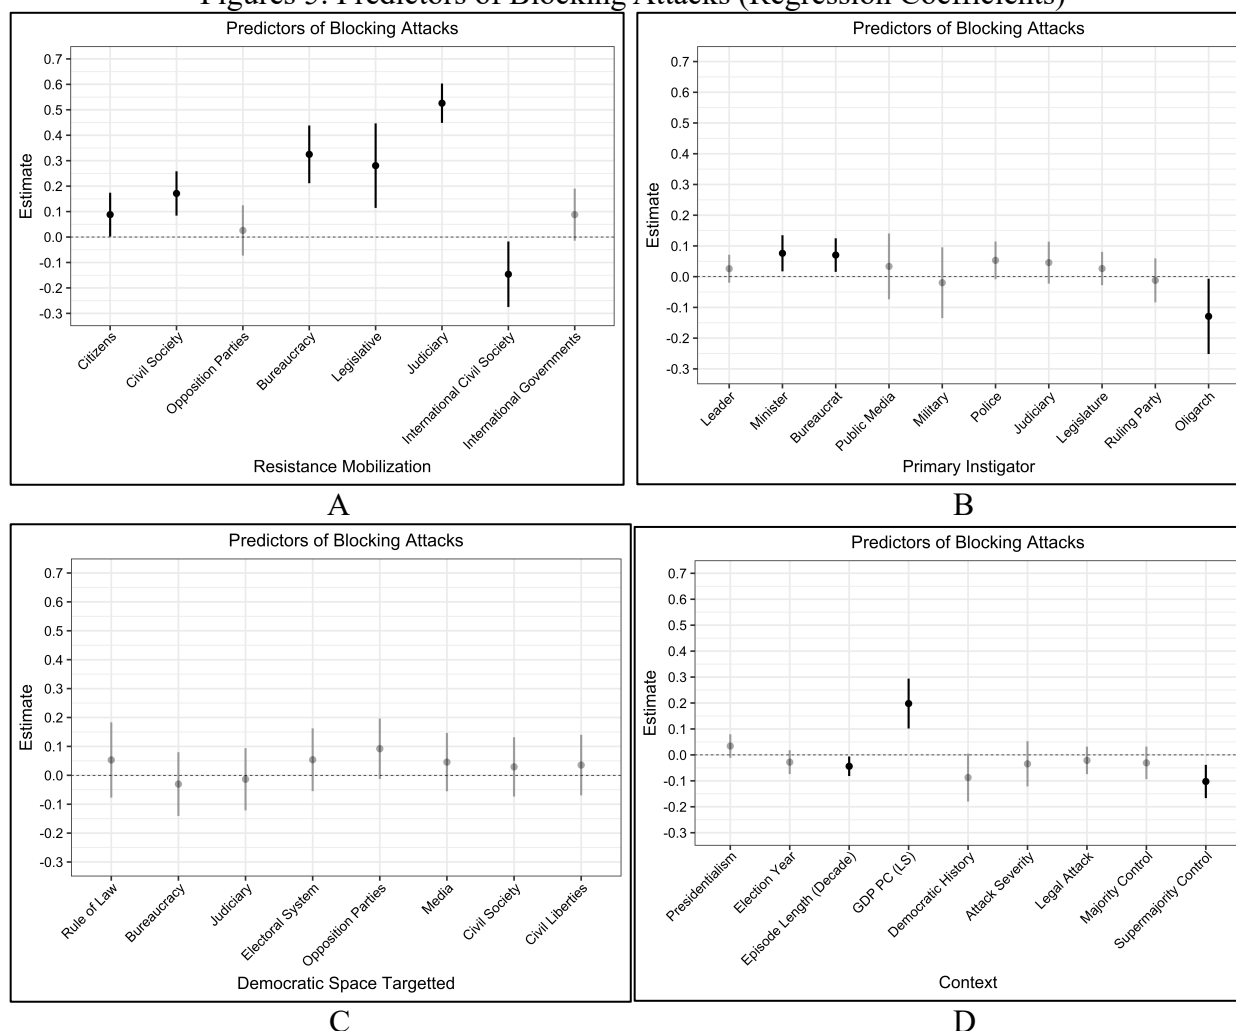 Figures 5. Predictors of Blocking Attacks (Regression Coefficients)
Predictors of Blocking Attacks
0.7
0.6
0.5
0.4
0.3
0.2
0.1
0.0
-0.1
-0.2
-0.3
Estimate
Citizens
Civil Society
Opposition Parties
Bureaucracy
Legislative
Judiciary
International Civil Society
International Governments
Resistance Mobilization
A
Predictors of Blocking Attacks
0.7
0.6
0.5
0.4
0.3
0.2
0.1
0.0
-0.1
-0.2
-0.3
Estimate
Leader
Minister
Bureaucrat
Public Media
Military
Police
Judiciary
Legislature
Ruling Party
Oligarch
Primary Instigator
B
Predictors of Blocking Attacks
0.7
0.6
0.5
0.4
0.3
0.2
0.1
0.0
-0.1
-0.2
-0.3
Estimate
Rule of Law
Bureaucracy
Judiciary
Electoral System
Opposition Parties
Media
Civil Society
Civil Liberties
Democratic Space Targetted
C
Predictors of Blocking Attacks
0.7
0.6
0.5
0.4
0.3
0.2
0.1
0.0
-0.1
-0.2
-0.3
Estimate
Presidentialism
Election Year
Episode Length (Decade)
GDP PC (LS)
Democratic History
Attack Severity
Legal Attack
Majority Control
Supermajority Control
Context
D